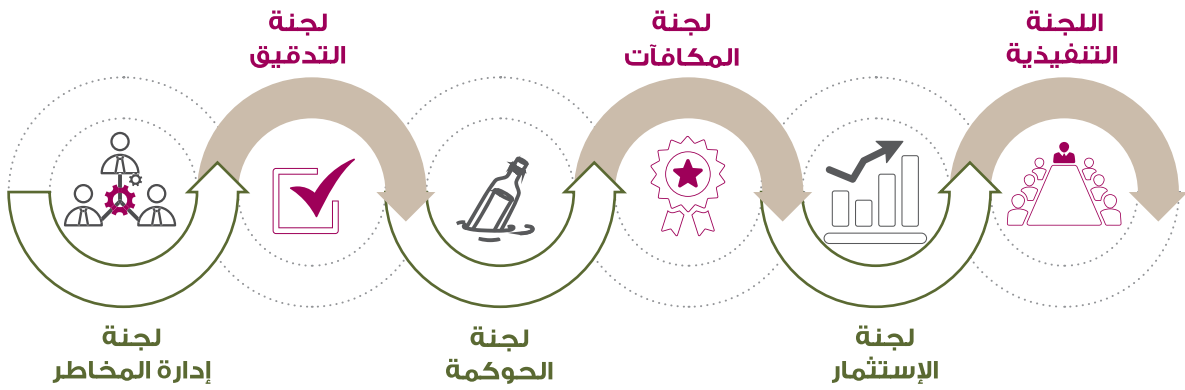 اللجنة
التنفيذية
لجنة
المكافآت
لجنة
التدقيق
لجنة
الإستثمار
لجنة
الحوكمة
لجنة
إدارة المخاطر